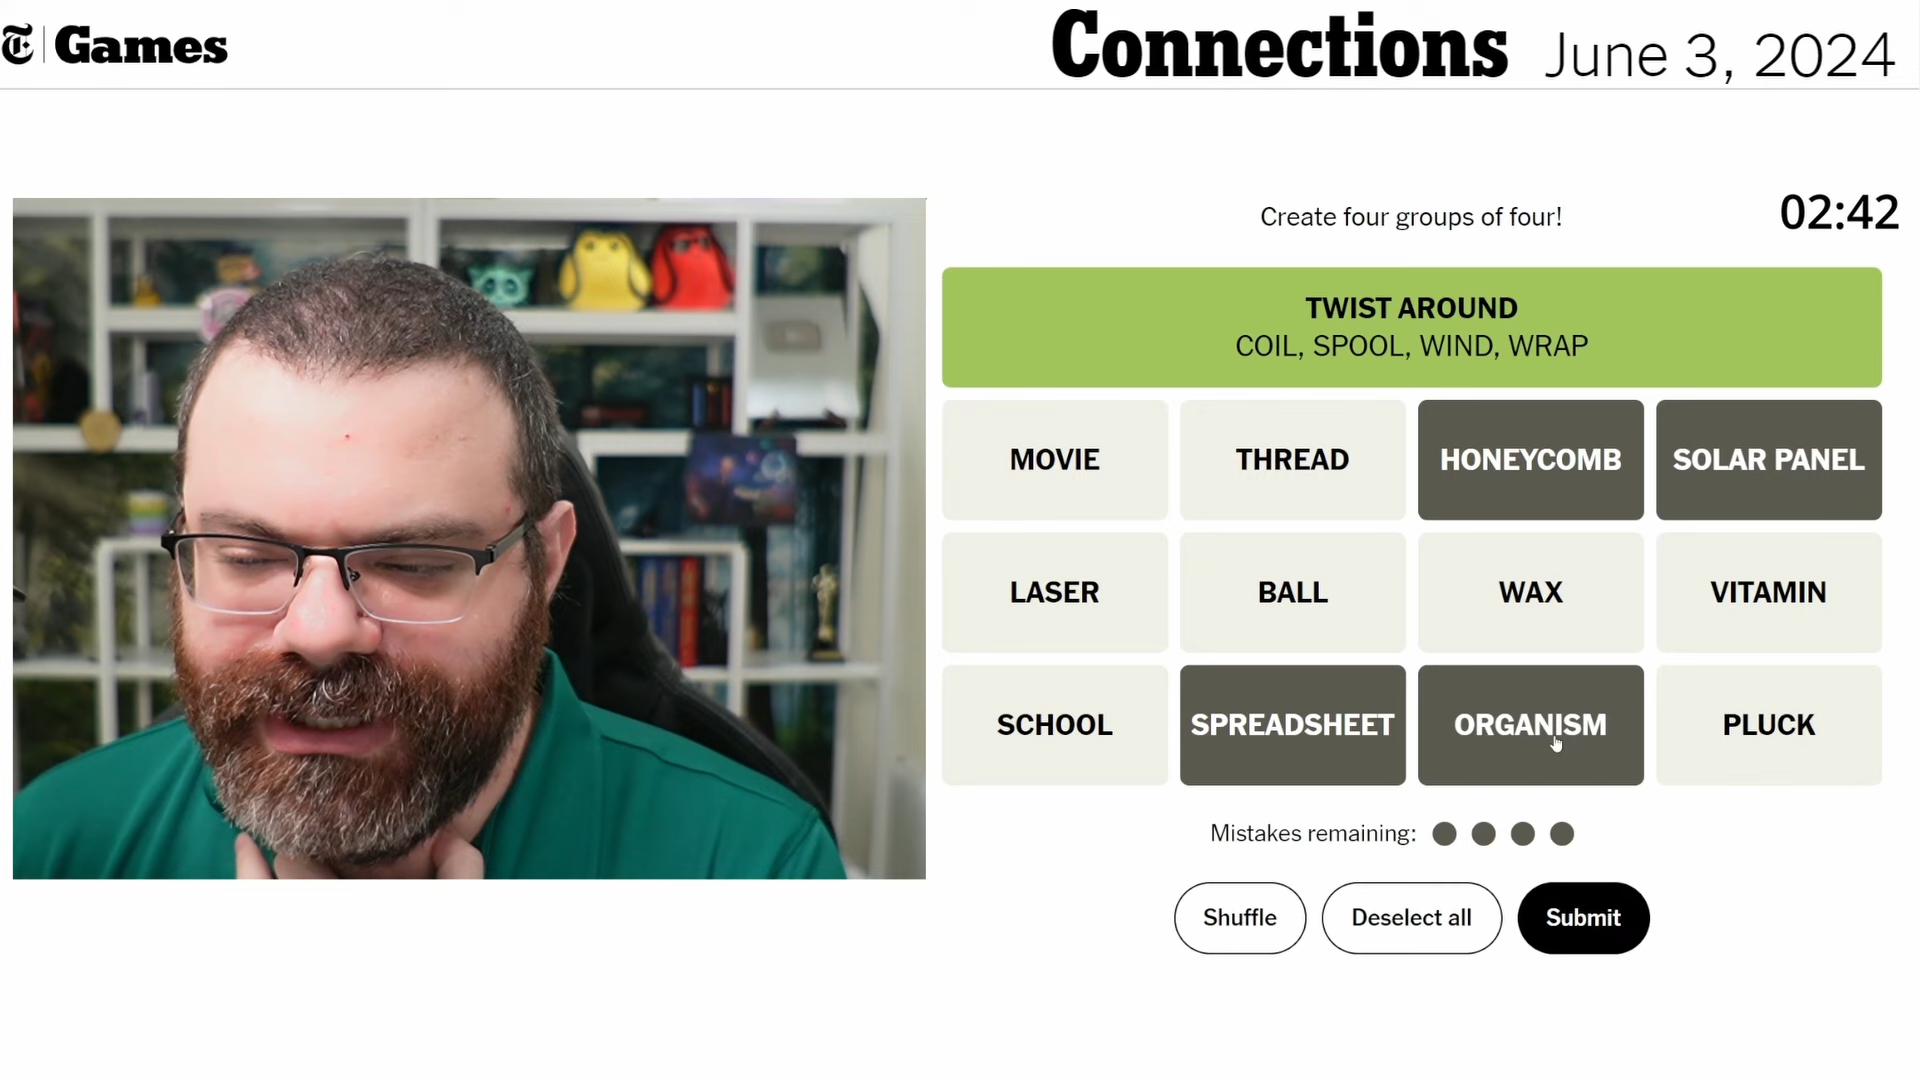 T Games
Connections June 3, 2024
Create four groups of four!
02:42
TWIST AROUND
COIL, SPOOL, WIND, WRAP
MOVIE THREAD HONEYCOMB SOLAR PANEL
LASER BALL WAX VITAMIN
SCHOOL SPREADSHEET ORGANISM PLUCK
Mistakes remaining:
Shuffle Deselect all Submit